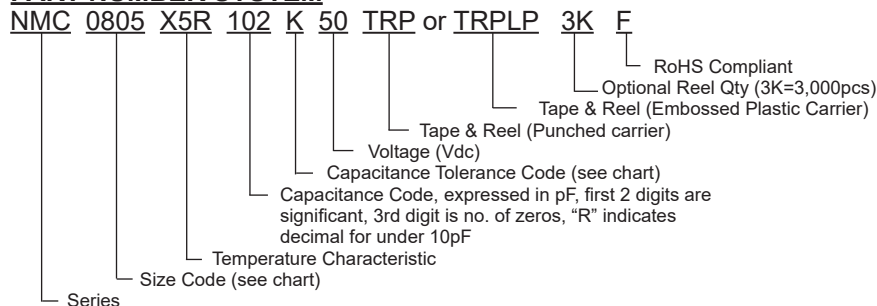 NMC 0805 X5R 102 K 50 TRP or TRPLP 3K F
RoHS Compliant
Optional Reel Qty (3K=3,000pcs)
Tape & Reel (Embossed Plastic Carrier)
Tape & Reel (Punched carrier)
Voltage (Vdc)
Capacitance Tolerance Code (see chart)
Capacitance Code, expressed in pF, first 2 digits are
significant, 3rd digit is no. of zeros, “R” indicates
decimal for under 10pF
Temperature Characteristic
Size Code (see chart)
Series